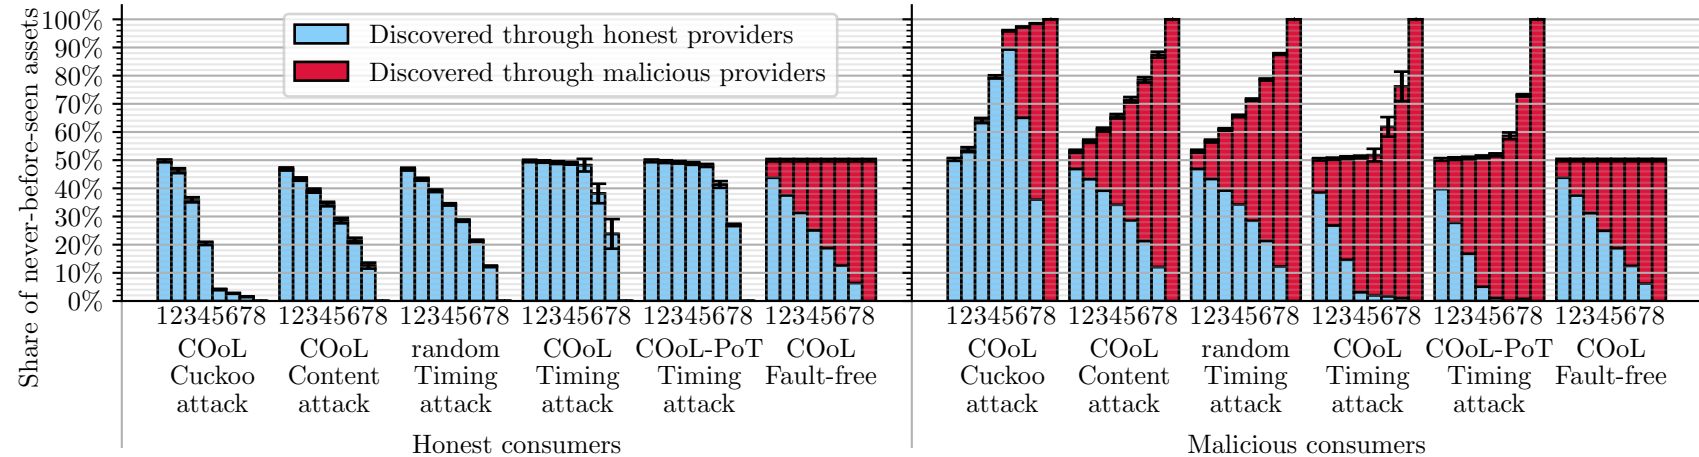 Share of never-before-seen assets
100%
90%
80%
70%
60%
50%
40%
30%
20%
10%
0%
Discovered through honest providers
Discovered through malicious providers
12345678 12345678 12345678 12345678 12345678 12345678 12345678 12345678 12345678 12345678 12345678 12345678
COoL COoL random COoL COoL-PoT COoL COoL COoL random COoL COoL-PoT COoL
Cuckoo Content Timing Timing Timing Fault-free Cuckoo Content Timing Timing Timing Fault-free
attack attack attack attack attack attack attack attack attack attack
Honest consumers Malicious consumers